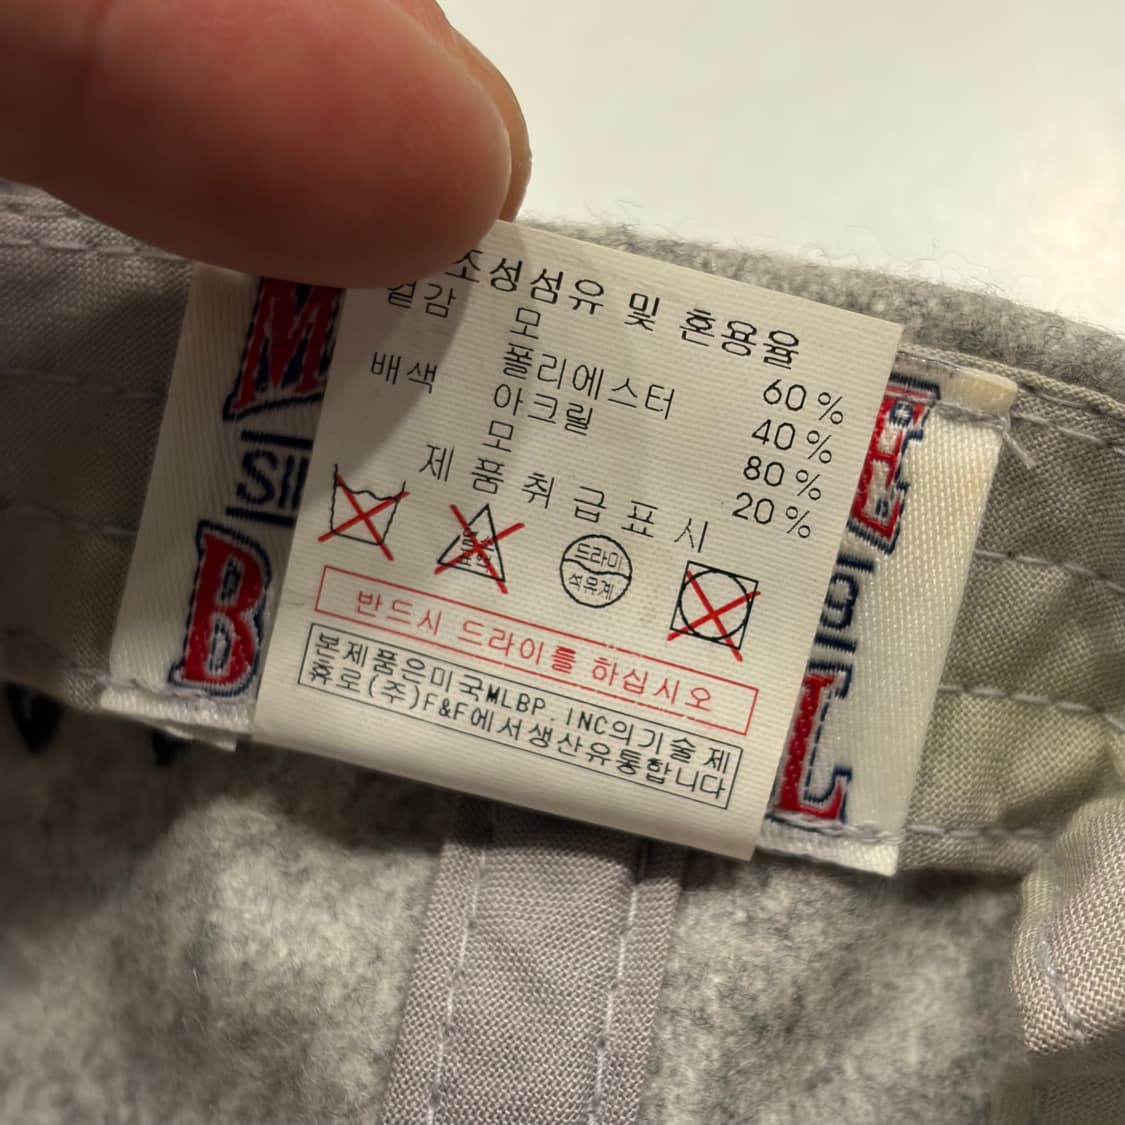 조성섬유 및 혼용율
겉감 모 60%
폴리에스터 40%
배색 아크릴 80%
모 20%
제품취급표시
드라이
석유계
반드시 드라이를 하십시오
본제품은미국MLBP.INC의기술제
휴로(주)F&F에서생산유통합니다
M
SI
B
L